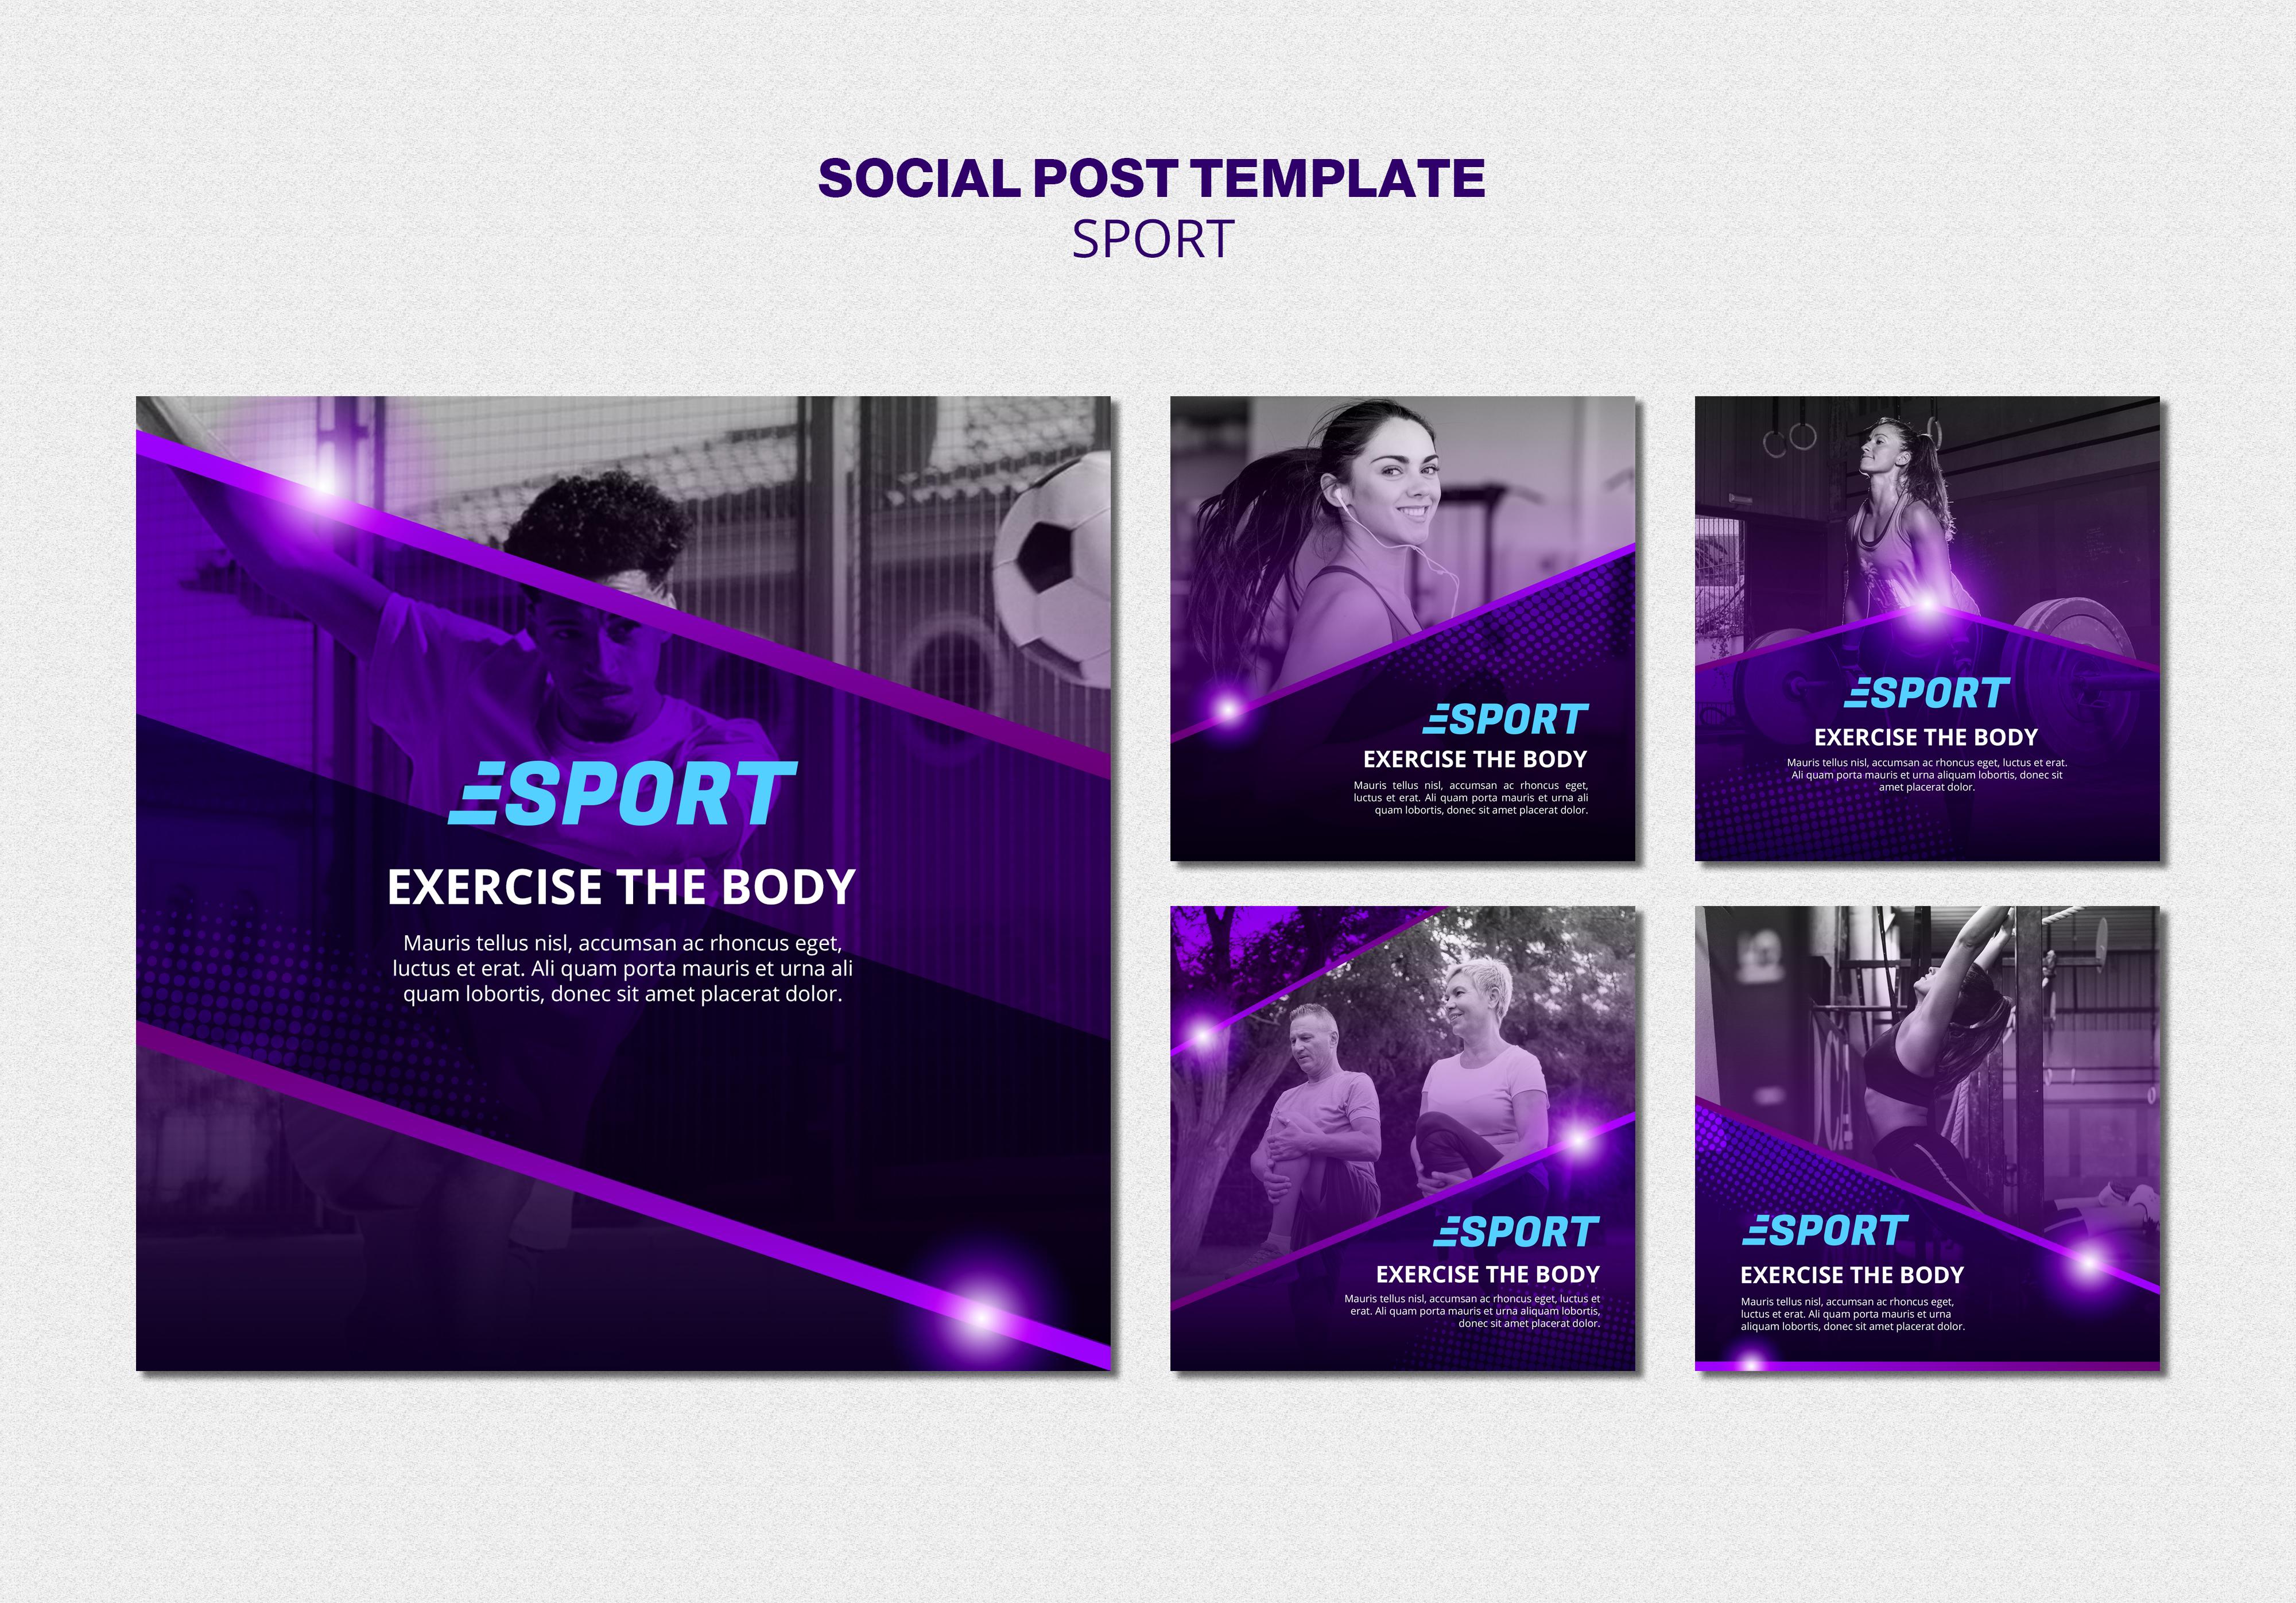 SOCIAL POST TEMPLATE
SPORT
ESPORT
EXERCISE THE BODY
Mauris tellus nisl, accumsan ac rhoncus eget,
luctus et erat. Ali quam porta mauris et urna ali
quam lobortis, donec sit amet placerat dolor.
ESPORT
EXERCISE THE BODY
Mauris tellus nisl, accumsan ac rhoncus eget,
luctus et erat. Ali quam porta mauris et urna ali
quam lobortis, donec sit amet placerat dolor.
ESPORT
EXERCISE THE BODY
Mauris tellus nisl, accumsan ac rhoncus eget, luctus et erat.
Ali quam porta mauris et urna aliquam lobortis, donec sit
amet placerat dolor.
ESPORT
EXERCISE THE BODY
Mauris tellus nisl, accumsan ac rhoncus eget, luctus et
erat. Ali quam porta mauris et urna aliquam lobortis,
donec sit amet placerat dolor.
ESPORT
EXERCISE THE BODY
Mauris tellus nisl, accumsan ac rhoncus eget,
luctus et erat. Ali quam porta mauris et urna
aliquam lobortis, donec sit amet placerat dolor.